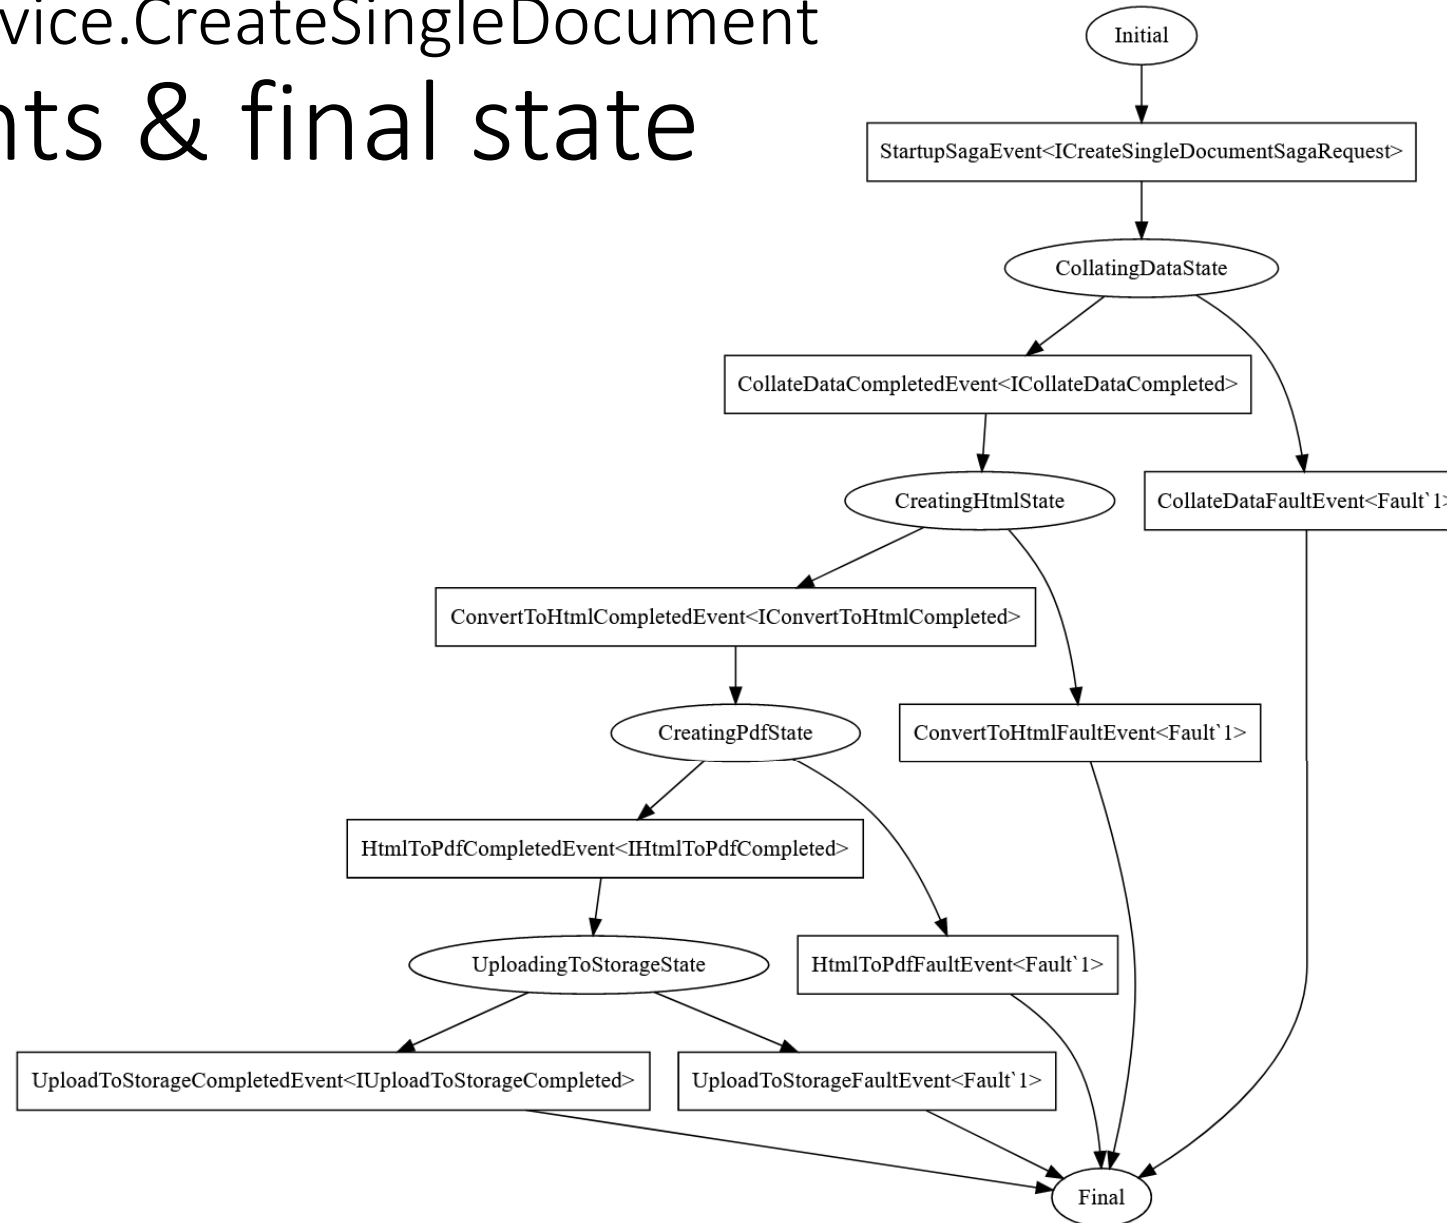 vice.CreateSingleDocument
nts & final state
Initial
StartupSagaEvent<ICreateSingleDocumentSagaRequest>
CollatingDataState
CollateDataCompletedEvent<ICollateDataCompleted>
CreatingHtmlState
CollateDataFaultEvent<Fault`1>
ConvertToHtmlCompletedEvent<IConvertToHtmlCompleted>
CreatingPdfState
ConvertToHtmlFaultEvent<Fault`1>
HtmlToPdfCompletedEvent<IHtmlToPdfCompleted>
UploadingToStorageState
HtmlToPdfFaultEvent<Fault`1>
UploadToStorageCompletedEvent<IUploadToStorageCompleted>
UploadToStorageFaultEvent<Fault`1>
Final